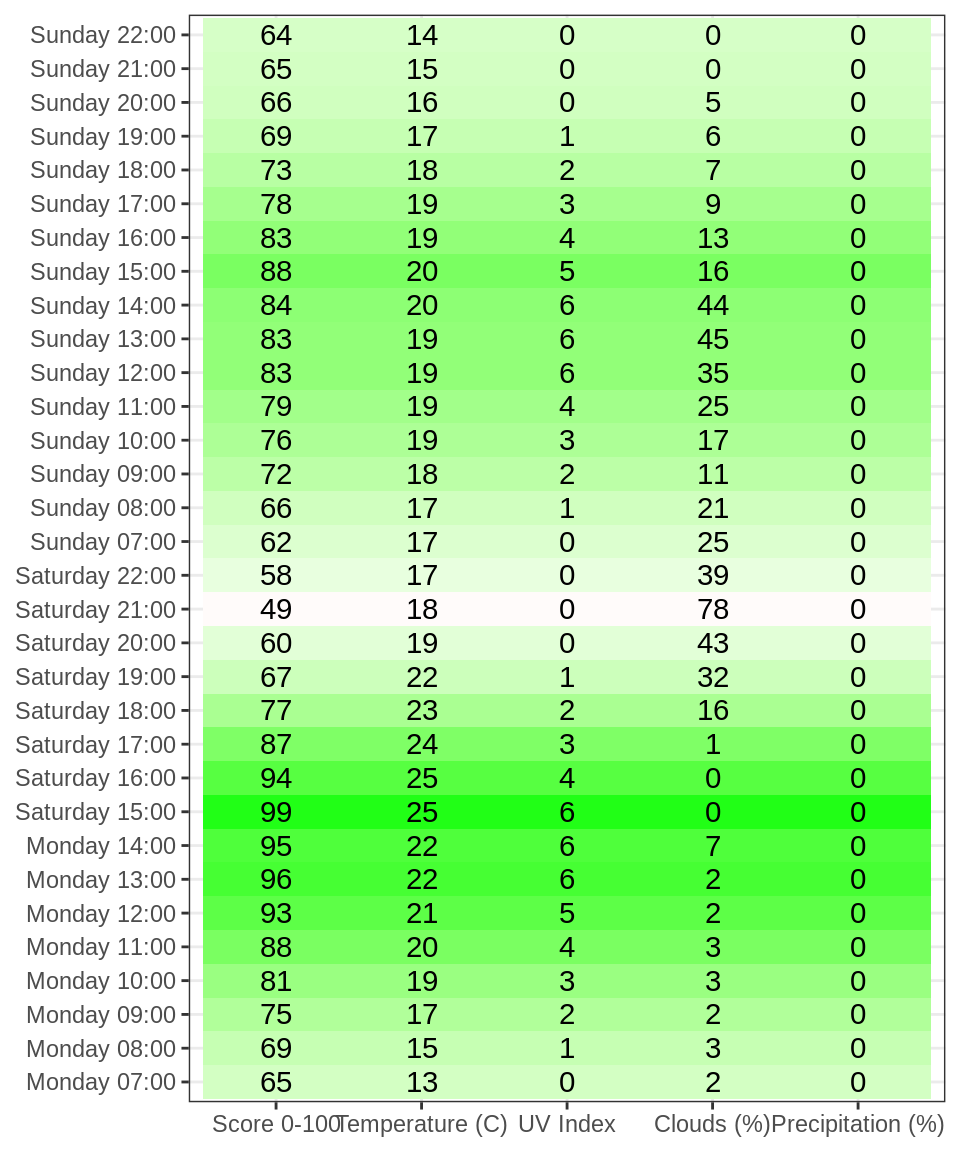 Sunday 22:00 64 14 0 0 0
Sunday 21:00 65 15 0 0 0
Sunday 20:00 66 16 0 5 0
Sunday 19:00 69 17 1 6 0
Sunday 18:00 73 18 2 7 0
Sunday 17:00 78 19 3 9 0
Sunday 16:00 83 19 4 13 0
Sunday 15:00 88 20 5 16 0
Sunday 14:00 84 20 6 44 0
Sunday 13:00 83 19 6 45 0
Sunday 12:00 83 19 6 35 0
Sunday 11:00 79 19 4 25 0
Sunday 10:00 76 19 3 17 0
Sunday 09:00 72 18 2 11 0
Sunday 08:00 66 17 1 21 0
Sunday 07:00 62 17 0 25 0
Saturday 22:00 58 17 0 39 0
Saturday 21:00 49 18 0 78 0
Saturday 20:00 60 19 0 43 0
Saturday 19:00 67 22 1 32 0
Saturday 18:00 77 23 2 16 0
Saturday 17:00 87 24 3 1 0
Saturday 16:00 94 25 4 0 0
Saturday 15:00 99 25 6 0 0
Monday 14:00 95 22 6 7 0
Monday 13:00 96 22 6 2 0
Monday 12:00 93 21 5 2 0
Monday 11:00 88 20 4 3 0
Monday 10:00 81 19 3 3 0
Monday 09:00 75 17 2 2 0
Monday 08:00 69 15 1 3 0
Monday 07:00 65 13 0 2 0
Score 0-100 Temperature (C) UV Index Clouds (%) Precipitation (%)